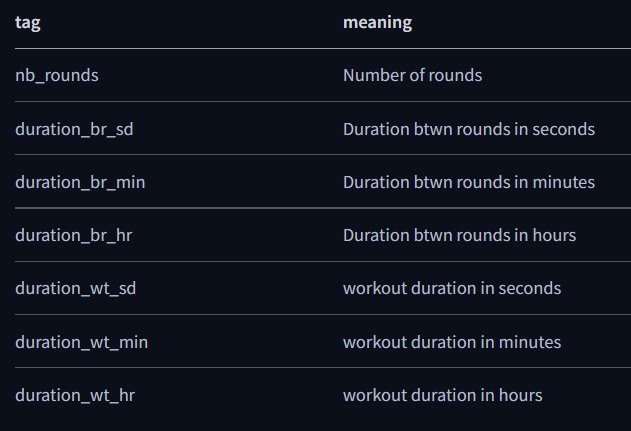 tag meaning
nb_rounds Number of rounds
duration_br_sd Duration btwn rounds in seconds
duration_br_min Duration btwn rounds in minutes
duration_br_hr Duration btwn rounds in hours
duration_wt_sd workout duration in seconds
duration_wt_min workout duration in minutes
duration_wt_hr workout duration in hours